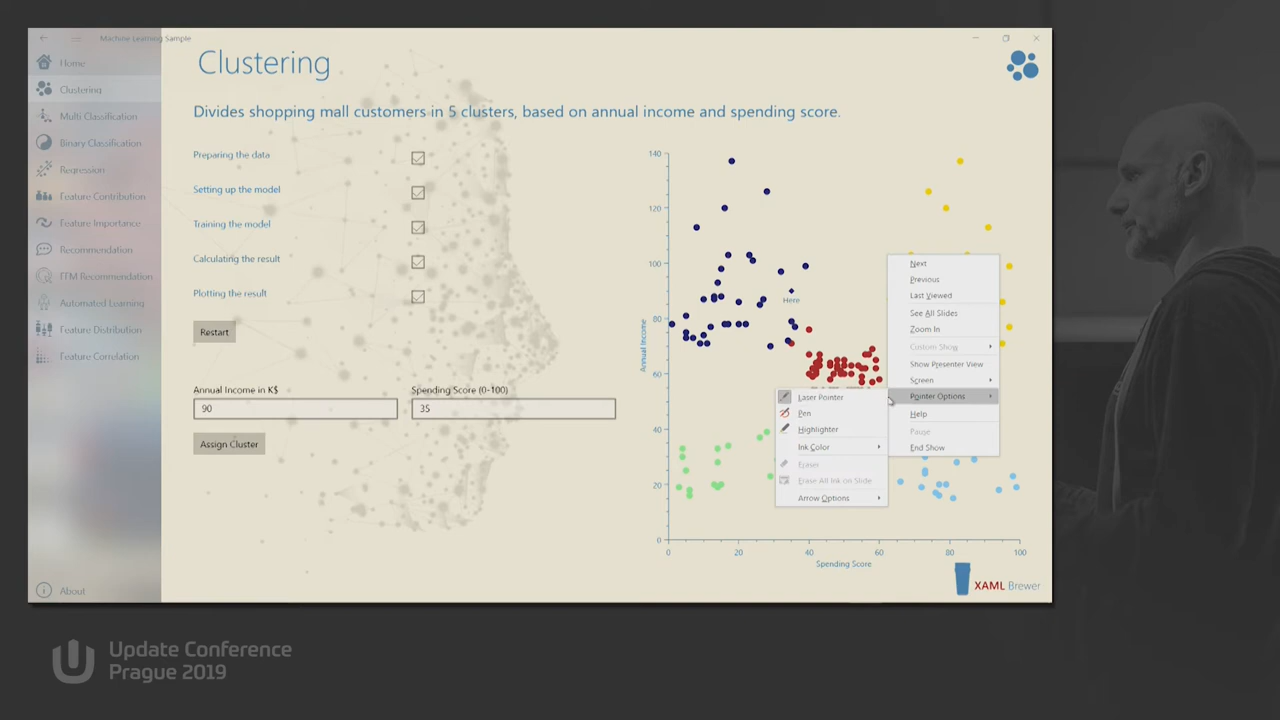 Machine Learning Sample
Home
Clustering
Multi Classification
Binary Classification
Regression
Feature Contribution
Feature Importance
Recommendation
FFM Recommendation
Automated Learning
Feature Distribution
Feature Correlation
About
Clustering
Divides shopping mall customers in 5 clusters, based on annual income and spending score.
Preparing the data
Setting up the model
Training the model
Calculating the result
Plotting the result
Restart
Annual Income in K$
Spending Score (0-100)
90
35
Assign Cluster
Annual Income
140
120
100
80
60
40
20
0
Here
0 20 40 60 80 100
Spending Score
Next
Previous
Last Viewed
See All Slides
Zoom In
Custom Show
Show Presenter View
Screen
Pointer Options
Help
Pause
End Show
Laser Pointer
Pen
Highlighter
Ink Color
Eraser
Erase All Ink on Slide
Arrow Options
XAML Brewer
Update Conference
Prague 2019